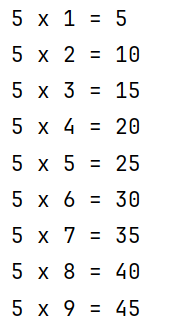 5 x 1 = 5
5 x 2 = 10
5 x 3 = 15
5 x 4 = 20
5 x 5 = 25
5 x 6 = 30
5 x 7 = 35
5 x 8 = 40
5 x 9 = 45